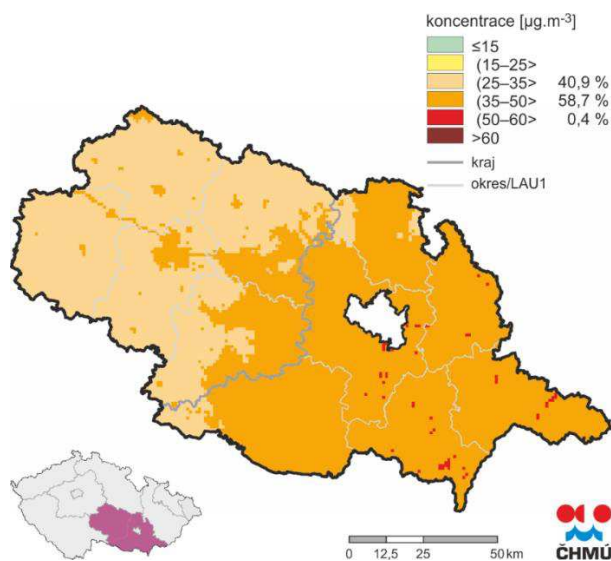 koncentrace [µg.m⁻³]
≤15
(15–25>
(25–35> 40,9 %
(35–50> 58,7 %
(50–60> 0,4 %
>60
kraj
okres/LAU1
0 12,5 25 50 km
ČHMÚ